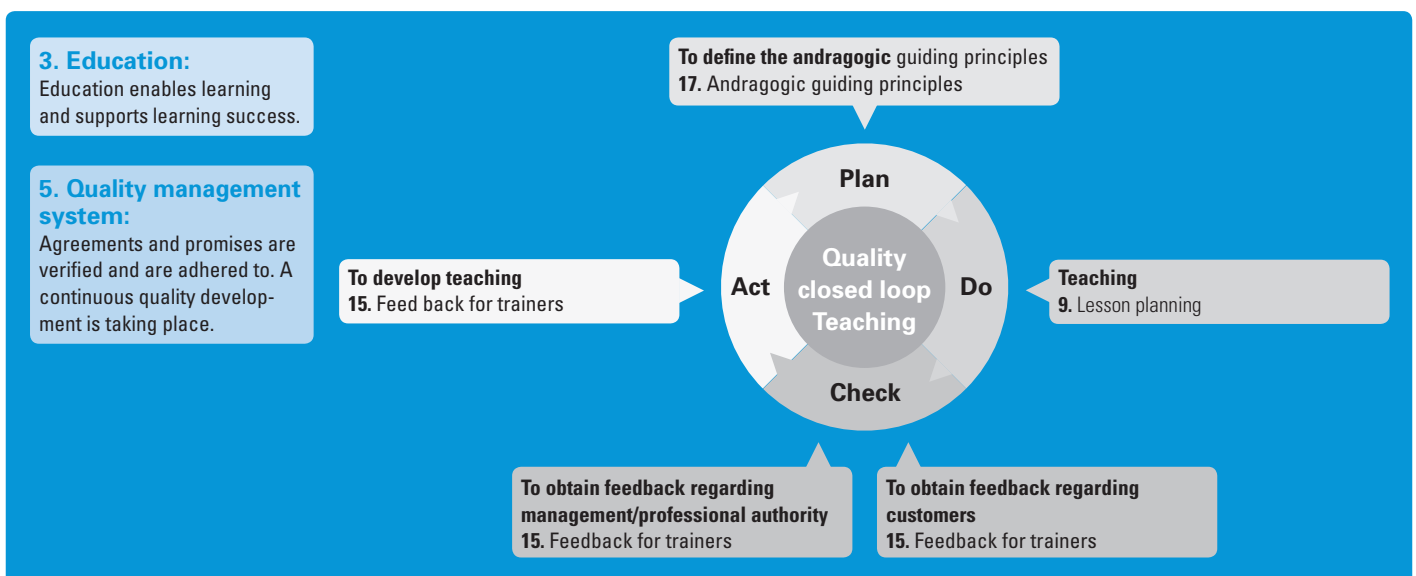 3. Education:
Education enables learning
and supports learning success.
5. Quality management
system:
Agreements and promises are
verified and are adhered to. A
continuous quality develop-
ment is taking place.
To define the andragogic guiding principles
17. Andragogic guiding principles
Plan
To develop teaching
15. Feed back for trainers
Act
Quality
closed loop
Teaching
Do
Teaching
9. Lesson planning
Check
To obtain feedback regarding
management/professional authority
15. Feedback for trainers
To obtain feedback regarding
customers
15. Feedback for trainers